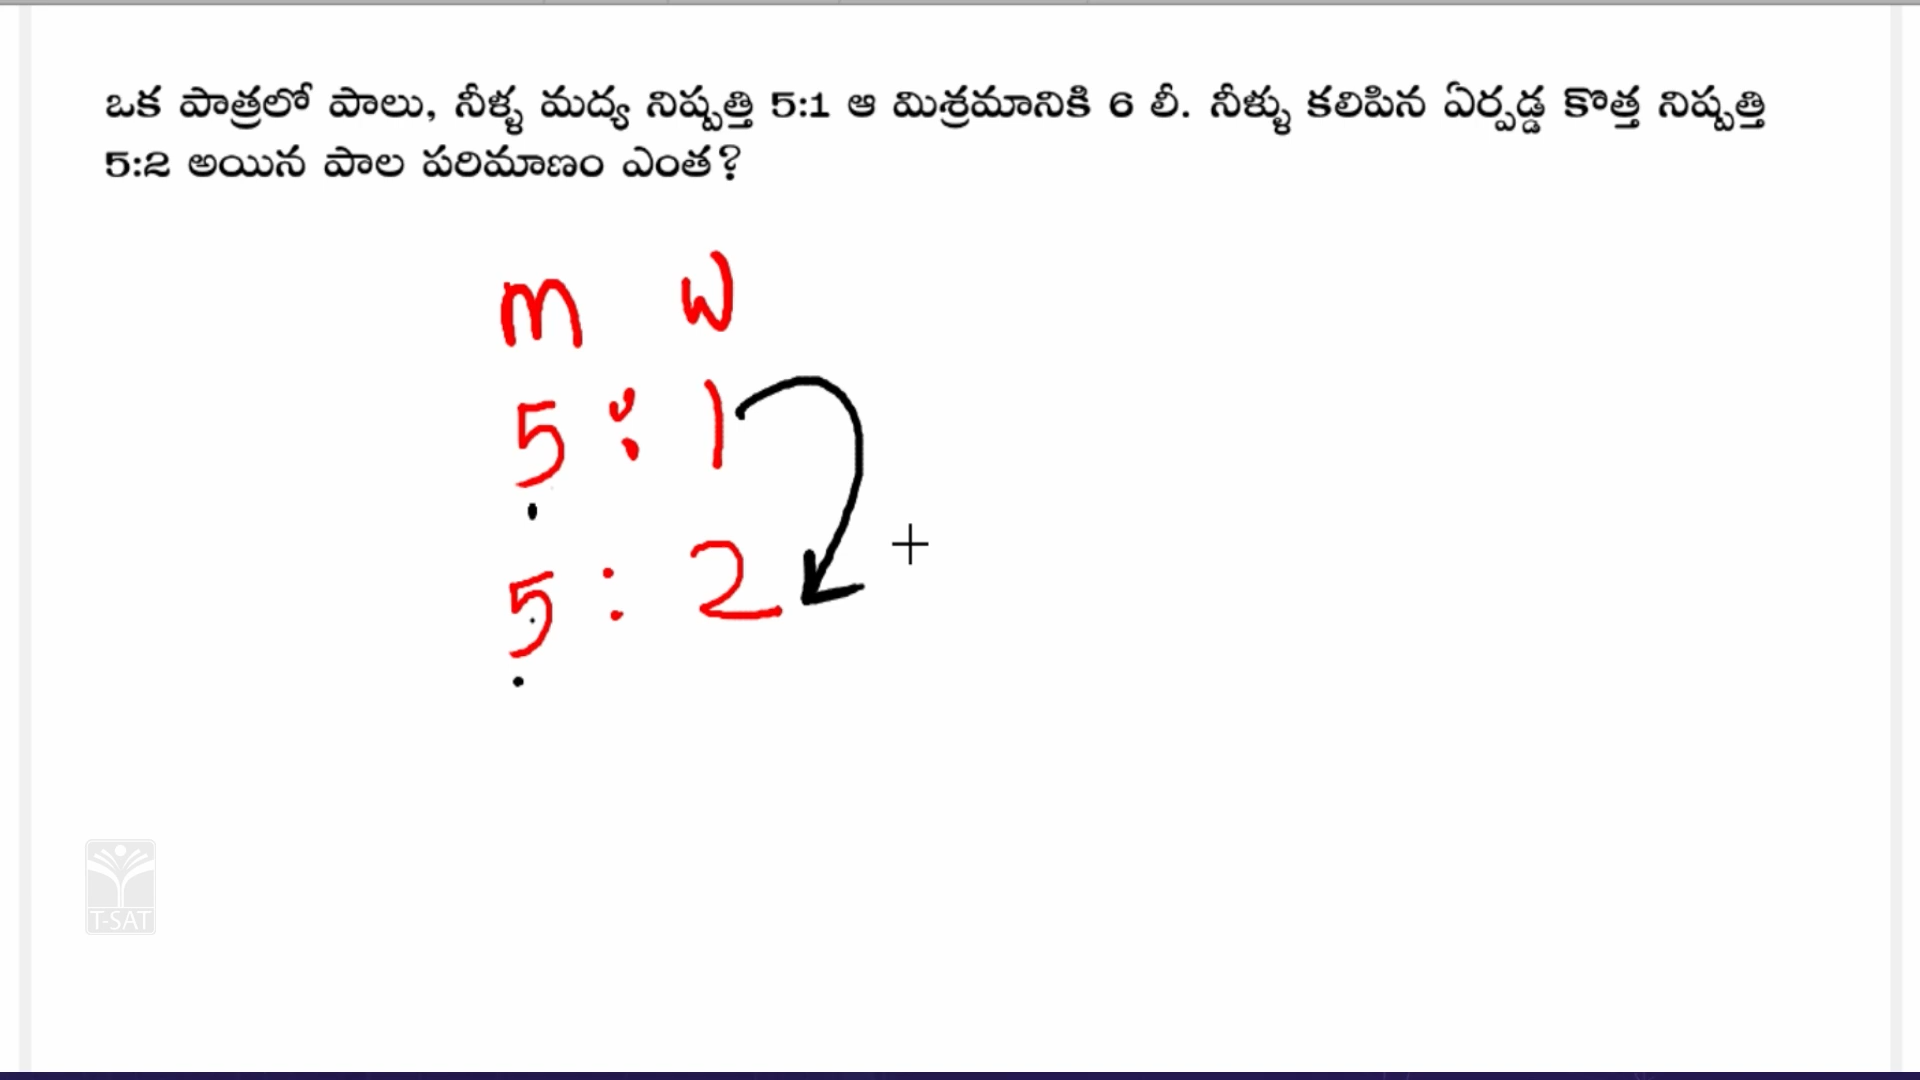 ఒక పాత్రలో పాలు, నీళ్ళ మద్య నిష్పత్తి 5:1 ఆ మిశ్రమానికి 6 లీ. నీళ్ళు కలిపిన ఏర్పడ్డ కొత్త నిష్పత్తి
5:2 అయిన పాల పరిమాణం ఎంత?
m w
5 : 1
5 : 2
T-SAT